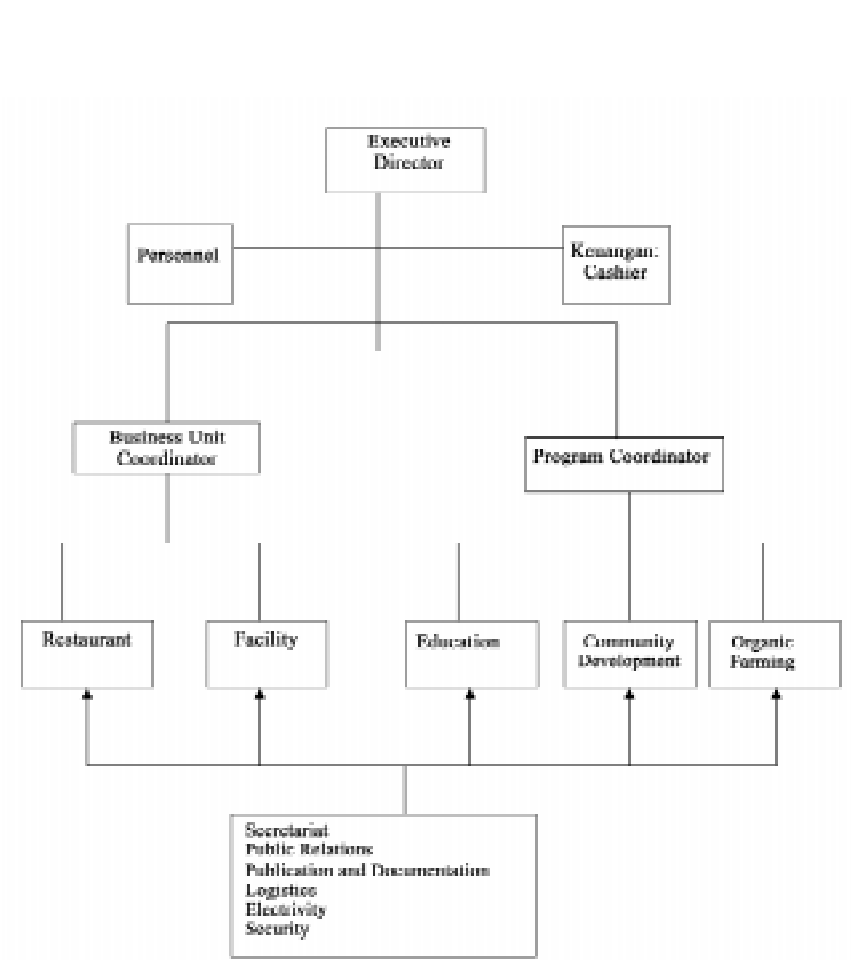 Executive
Director
Personnel
Keuangan:
Cashier
Business Unit
Coordinator
Program Coordinator
Restaurant
Facility
Education
Community
Development
Organic
Farming
Secretariat
Public Relations
Publication and Documentation
Logistics
Electrivity
Security